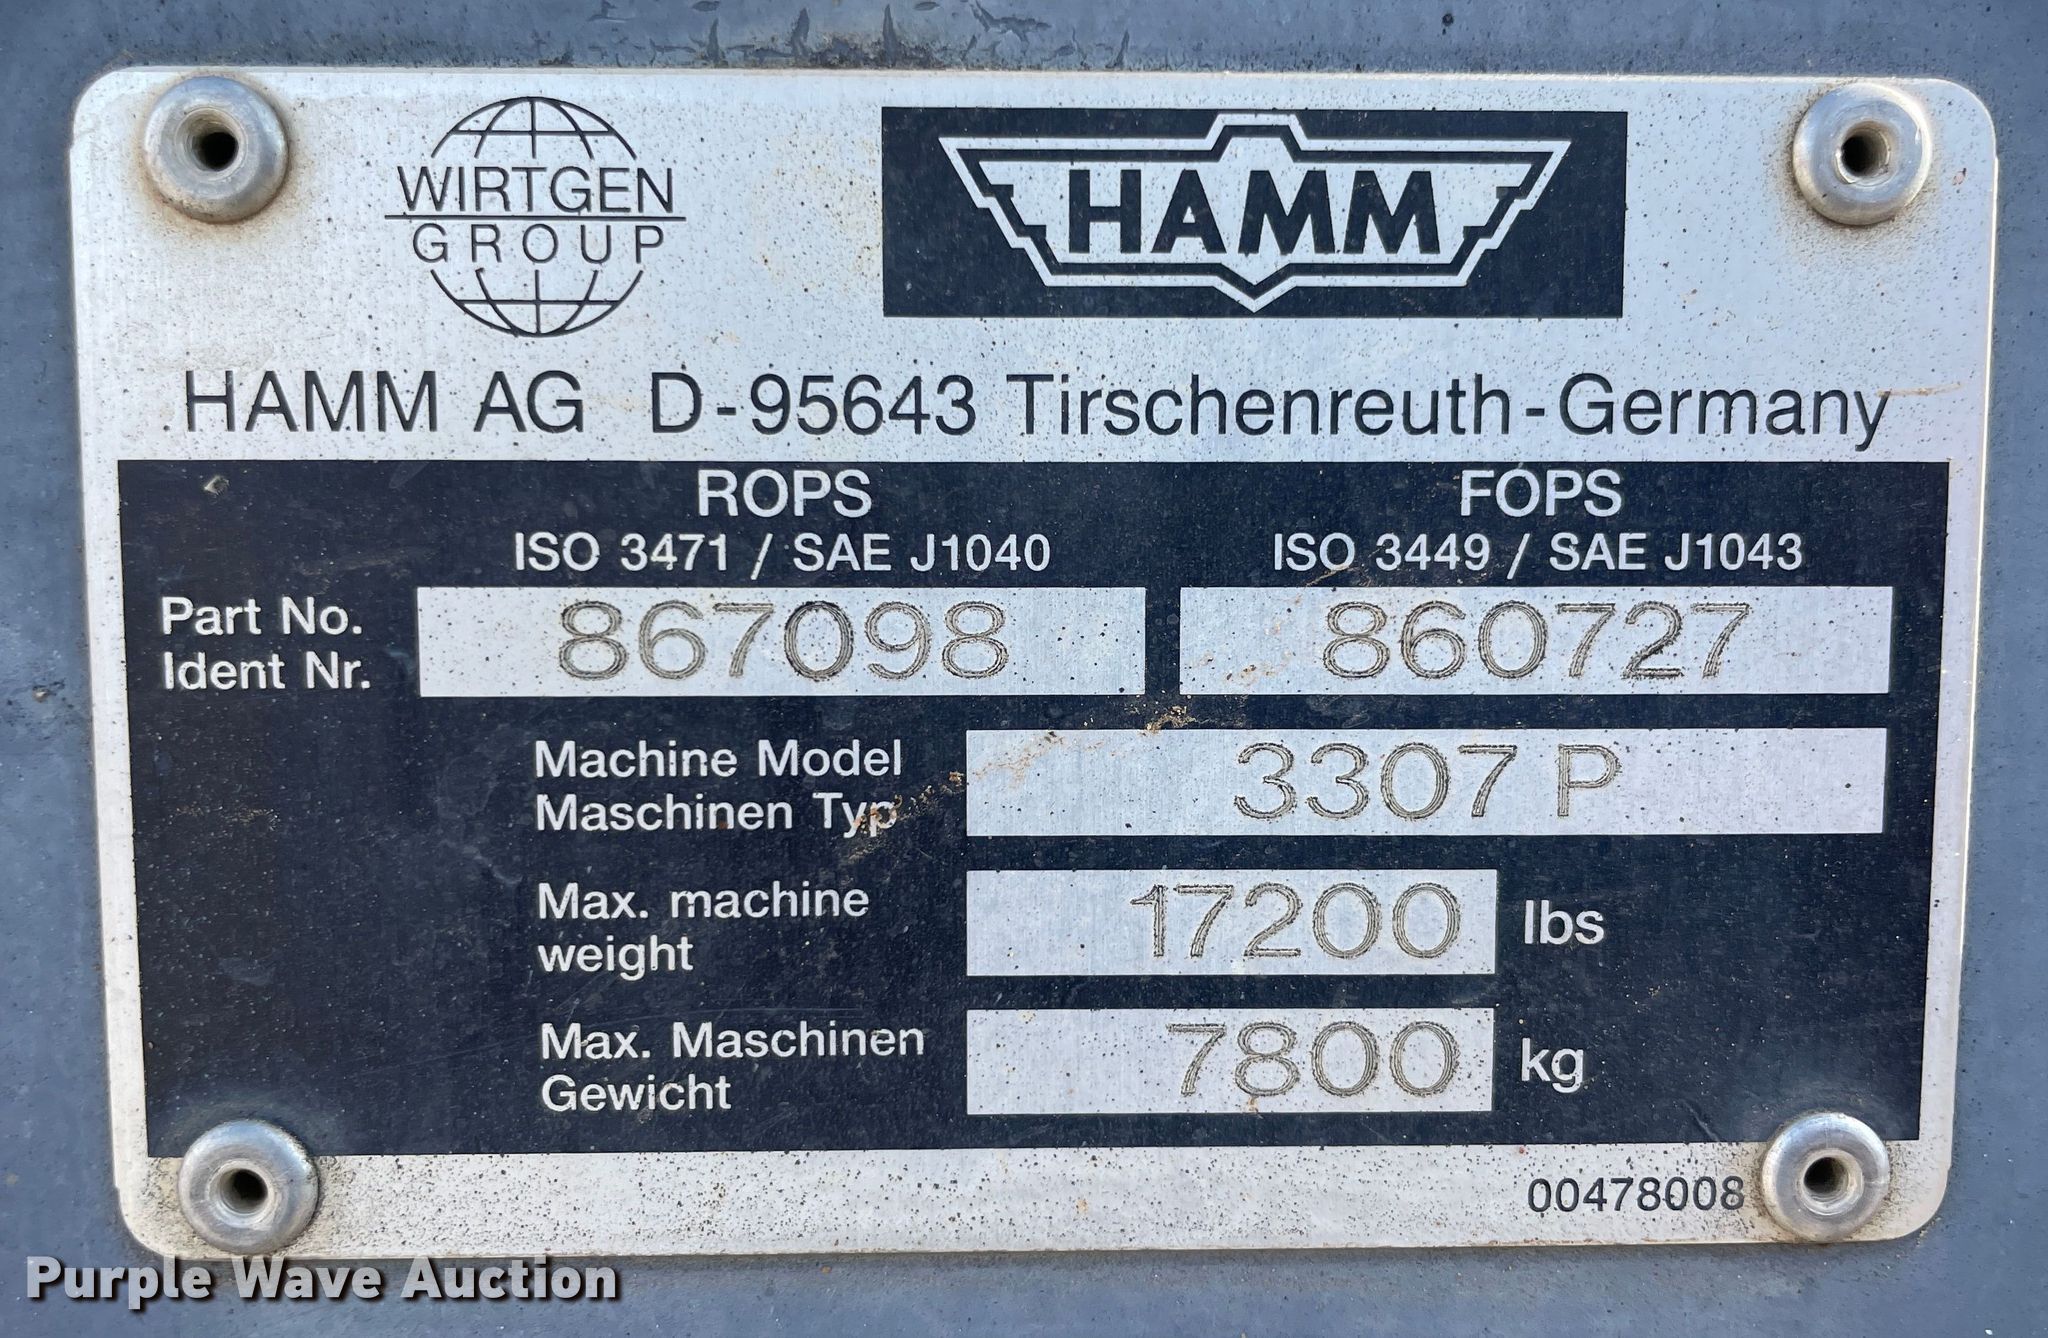 WIRTGEN
GROUP
HAMM
HAMM AG D-95643 Tirschenreuth-Germany
ROPS
ISO 3471 / SAE J1040
FOPS
ISO 3449 / SAE J1043
Part No.
Ident Nr.
867098
860727
Machine Model
Maschinen Typ
3307 P
Max. machine
weight
17200 lbs
Max. Maschinen
Gewicht
7800 kg
00478008
Purple Wave Auction